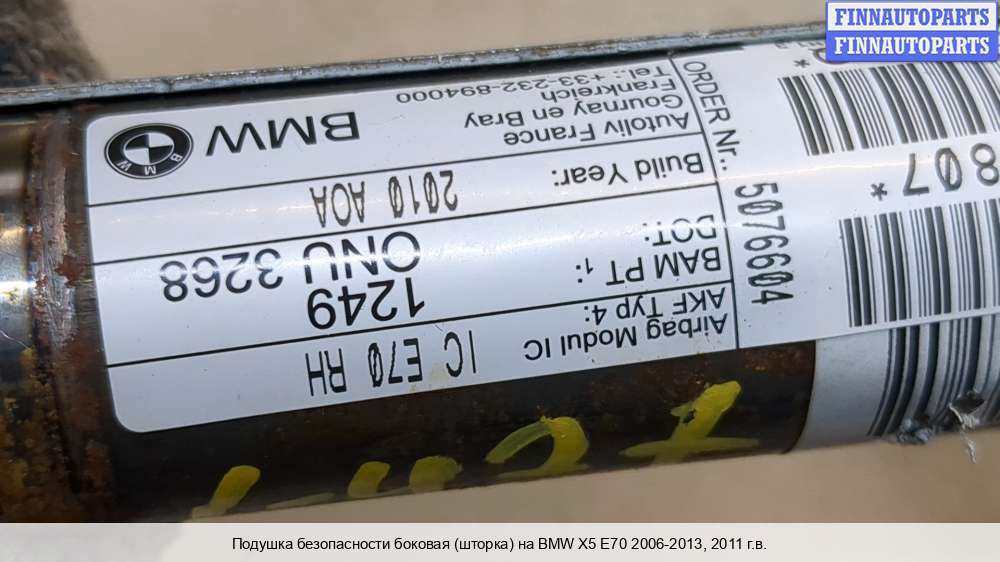 FINNAUTOPARTS
FINNAUTOPARTS
BMW
BMW
Autoliv France
Gournay en Bray
Frankreich
Tel.: +33-232-894000
Build Year:
2010 AOA
BAM PT 1:
DOT:
1249
ONU 3268
Airbag Modul IC
AKF Typ 4:
IC E70 RH
ORDER Nr.:
5076604
807 *
Подушка безопасности боковая (шторка) на BMW X5 E70 2006-2013, 2011 г.в.